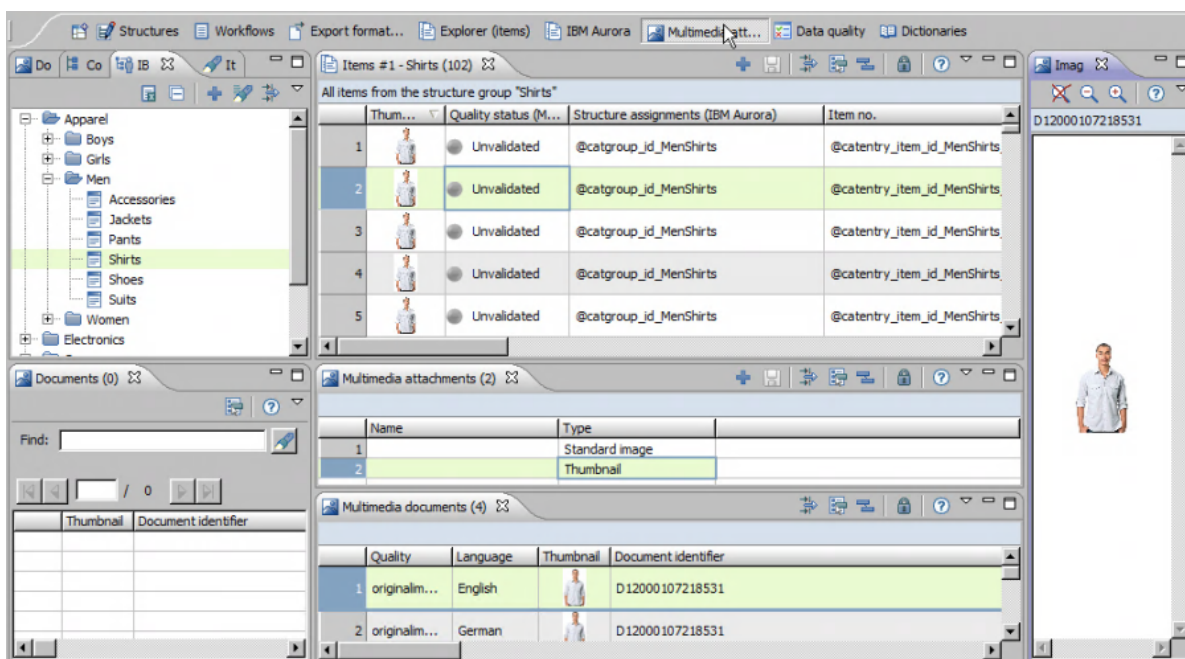 Structures Workflows Export format... Explorer (items) IBM Aurora Multimedia att... Data quality Dictionaries
Do Co IB It
Apparel
Boys
Girls
Men
Accessories
Jackets
Pants
Shirts
Shoes
Suits
Women
Electronics
Items #1 - Shirts (102)
All items from the structure group "Shirts"
Thum... Quality status (M... Structure assignments (IBM Aurora) Item no.
1 Unvalidated @catgroup_id_MenShirts @catentry_item_id_MenShirts_
2 Unvalidated @catgroup_id_MenShirts @catentry_item_id_MenShirts_
3 Unvalidated @catgroup_id_MenShirts @catentry_item_id_MenShirts_
4 Unvalidated @catgroup_id_MenShirts @catentry_item_id_MenShirts_
5 Unvalidated @catgroup_id_MenShirts @catentry_item_id_MenShirts_
Imag
D12000107218531
Documents (0)
Find:
/ 0
Thumbnail Document identifier
Multimedia attachments (2)
Name Type
1 Standard image
2 Thumbnail
Multimedia documents (4)
Quality Language Thumbnail Document identifier
1 originalim... English D12000107218531
2 originalim... German D12000107218531